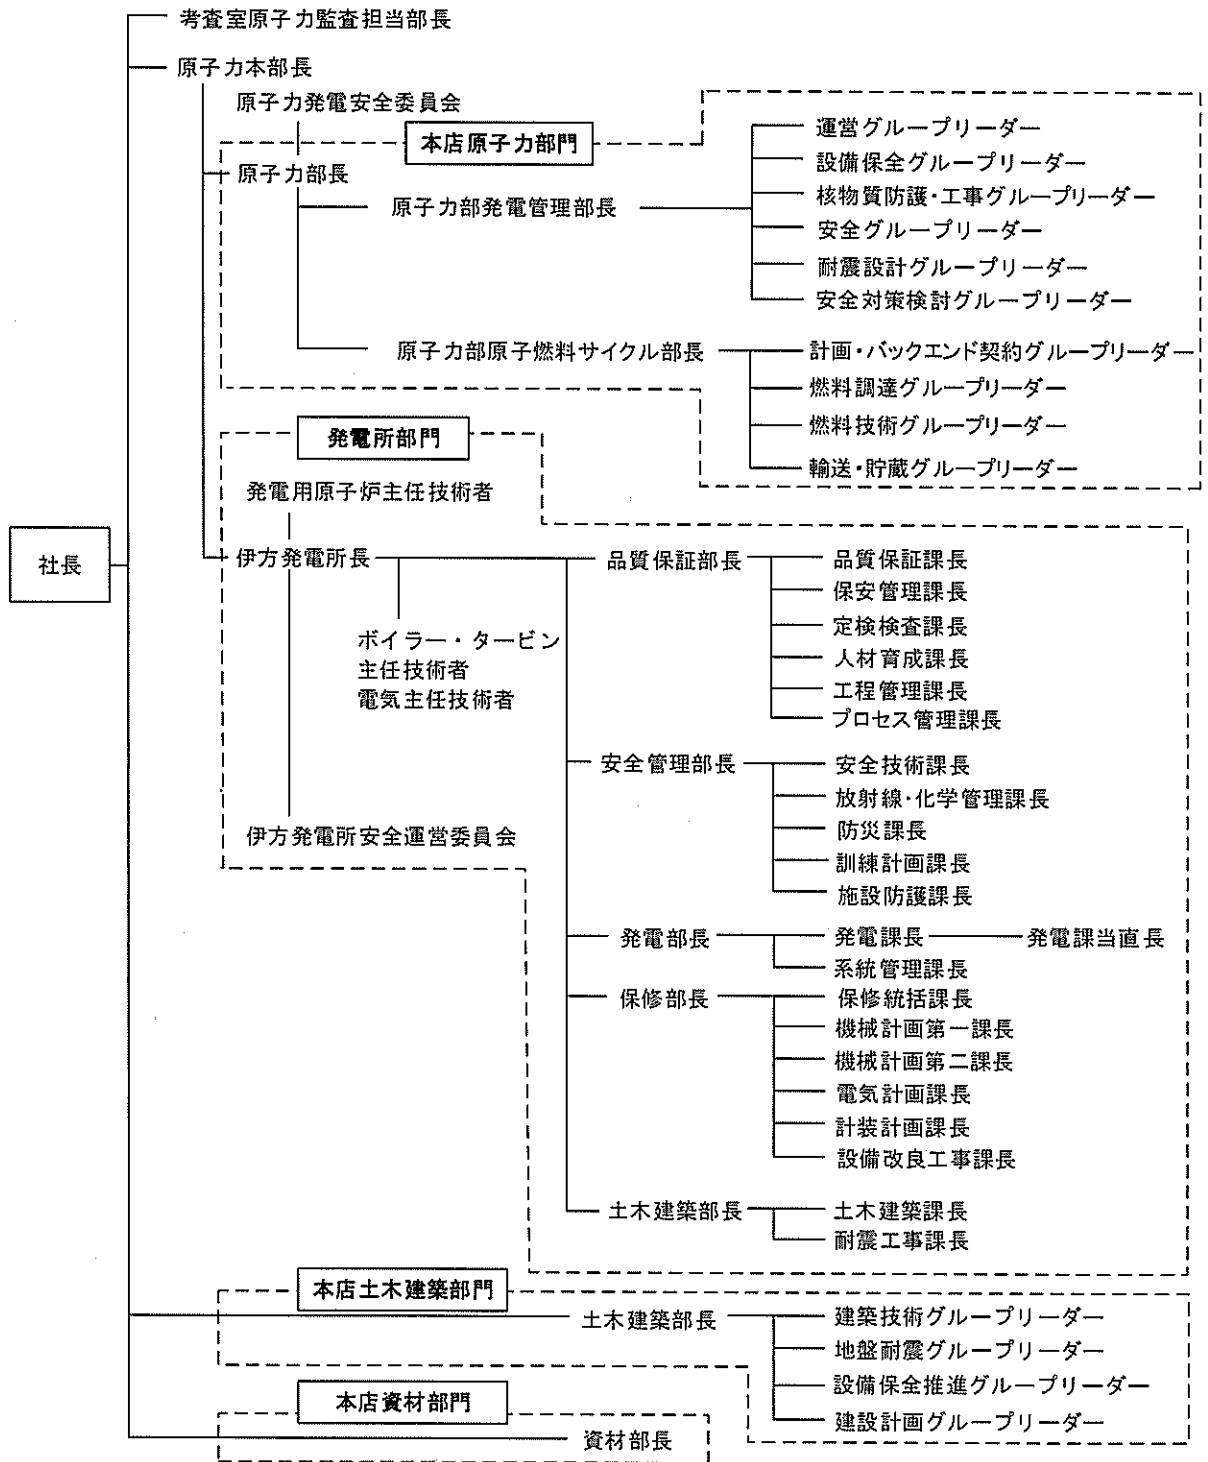 考査室原子力監査担当部長
原子力本部長
原子力発電安全委員会
本店原子力部門
原子力部長
原子力部発電管理部長
運営グループリーダー
設備保全グループリーダー
核物質防護・工事グループリーダー
安全グループリーダー
耐震設計グループリーダー
安全対策検討グループリーダー
原子力部原子燃料サイクル部長
計画・バックエンド契約グループリーダー
燃料調達グループリーダー
燃料技術グループリーダー
輸送・貯蔵グループリーダー
発電所部門
発電用原子炉主任技術者
社長
伊方発電所長
ボイラー・タービン
主任技術者
電気主任技術者
伊方発電所安全運営委員会
品質保証部長
品質保証課長
保安管理課長
定検検査課長
人材育成課長
工程管理課長
プロセス管理課長
安全管理部長
安全技術課長
放射線・化学管理課長
防災課長
訓練計画課長
施設防護課長
発電部長
発電課長
発電課当直長
系統管理課長
保修部長
保修統括課長
機械計画第一課長
機械計画第二課長
電気計画課長
計装計画課長
設備改良工事課長
土木建築部長
土木建築課長
耐震工事課長
本店土木建築部門
土木建築部長
建築技術グループリーダー
地盤耐震グループリーダー
設備保全推進グループリーダー
建設計画グループリーダー
本店資材部門
資材部長